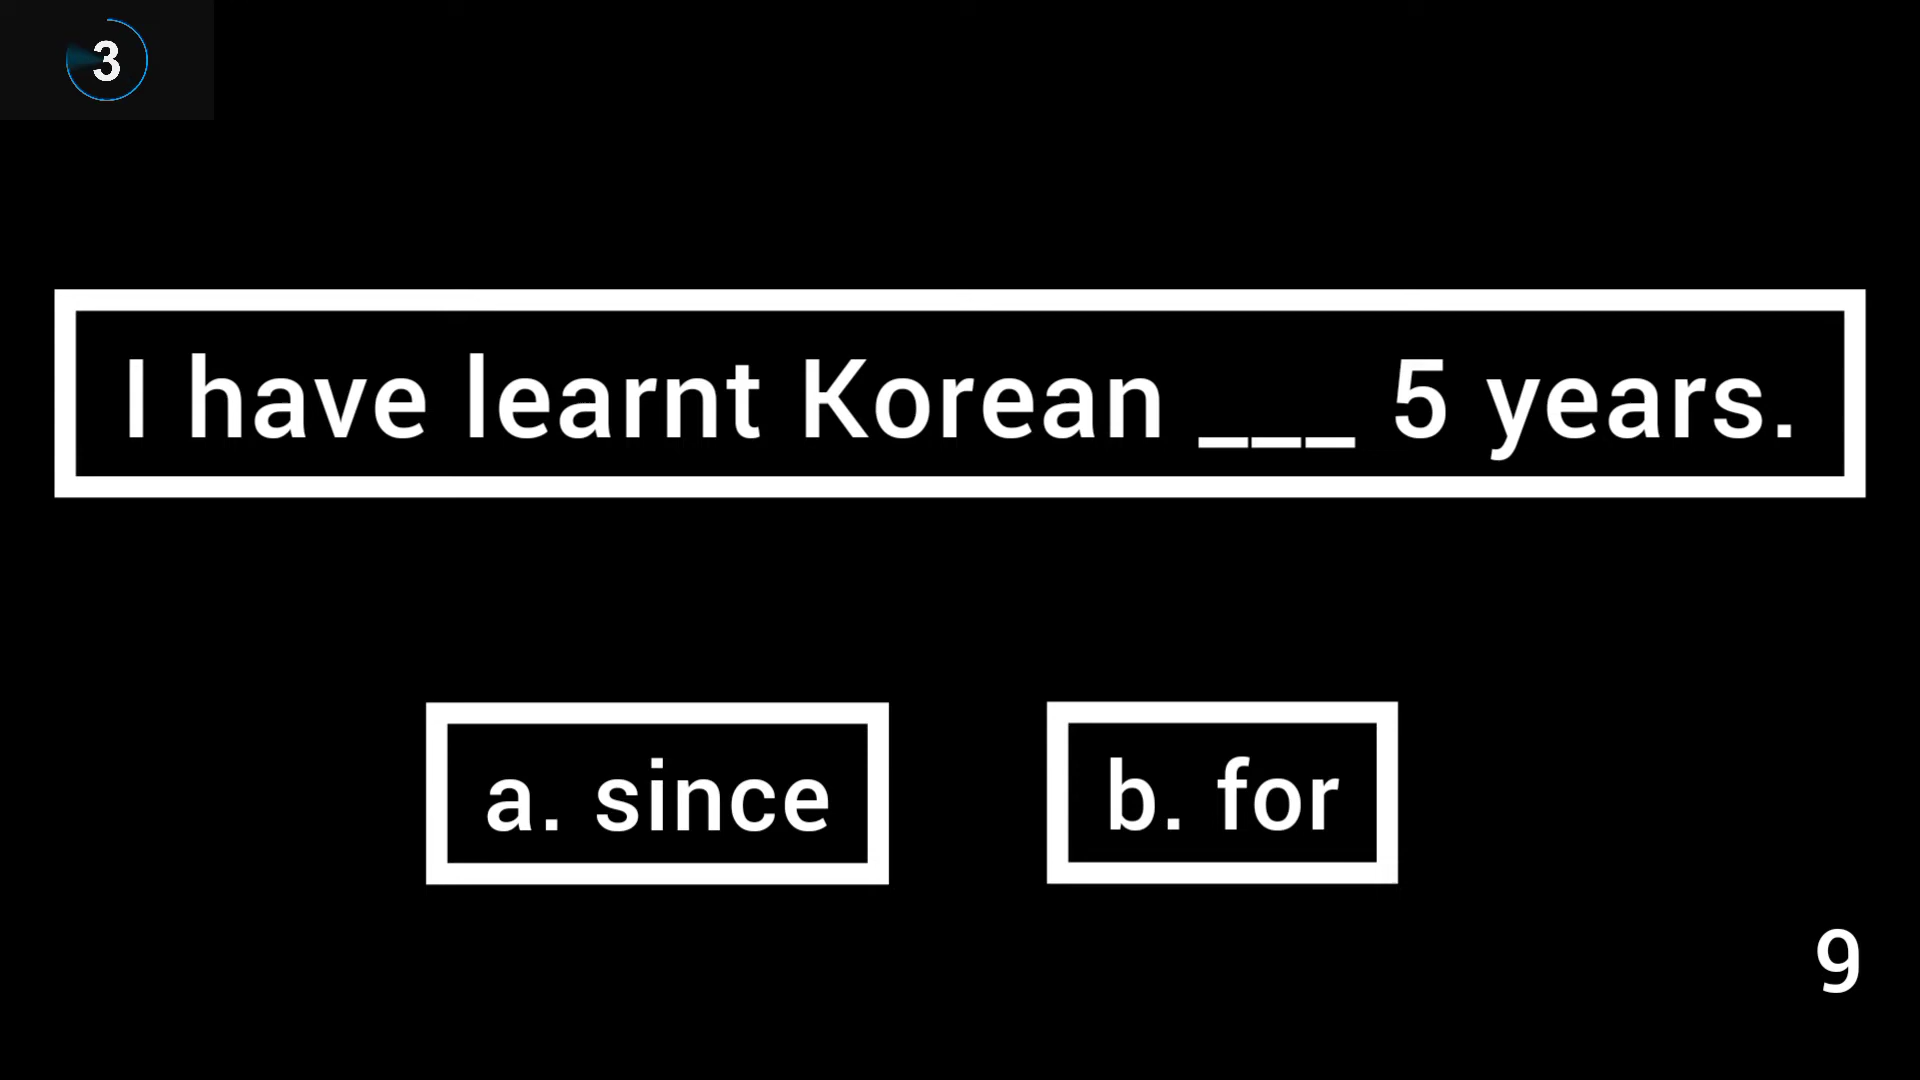 3
I have learnt Korean ___ 5 years.
a. since
b. for
9